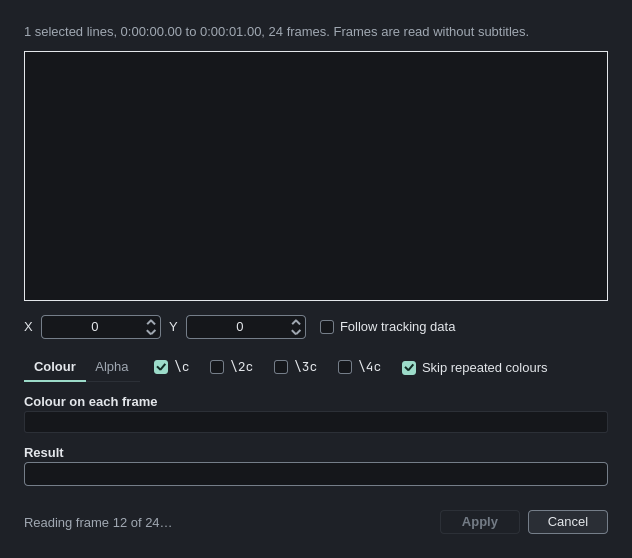 1 selected lines, 0:00:00.00 to 0:00:01.00, 24 frames. Frames are read without subtitles.
X 0 Y 0 Follow tracking data
Colour Alpha \c \2c \3c \4c Skip repeated colours
Colour on each frame
Result
Reading frame 12 of 24… Apply Cancel